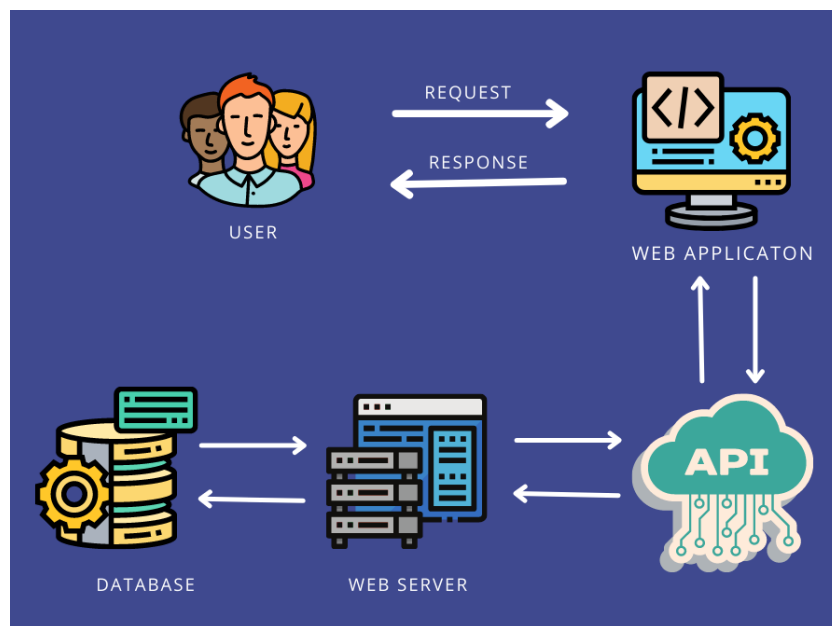 REQUEST
RESPONSE
USER
WEB APPLICATON
API
DATABASE
WEB SERVER